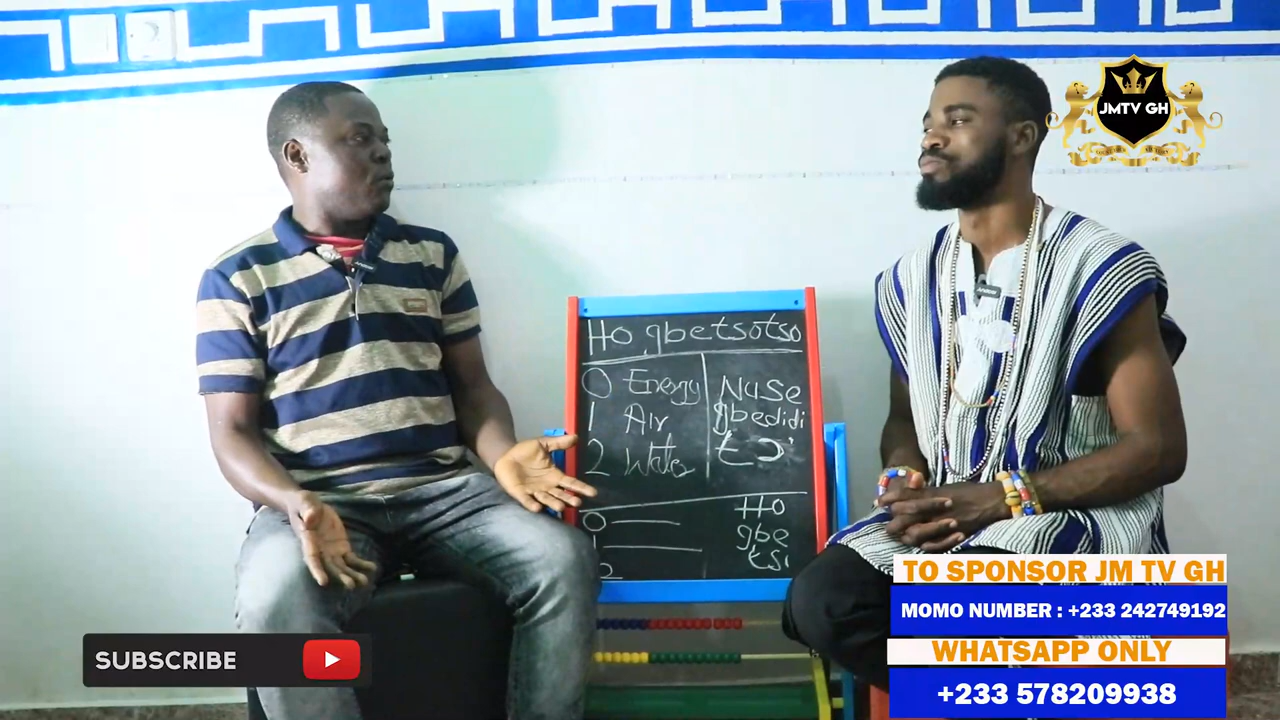 JMTV GH
Ho gbetsotso
0 Energy Nuse
1 Air gbedidi
2 Water
0 Ho
1 gbe
2 tsi
TO SPONSOR JM TV GH
MOMO NUMBER : +233 242749192
WHATSAPP ONLY
+233 578209938
SUBSCRIBE